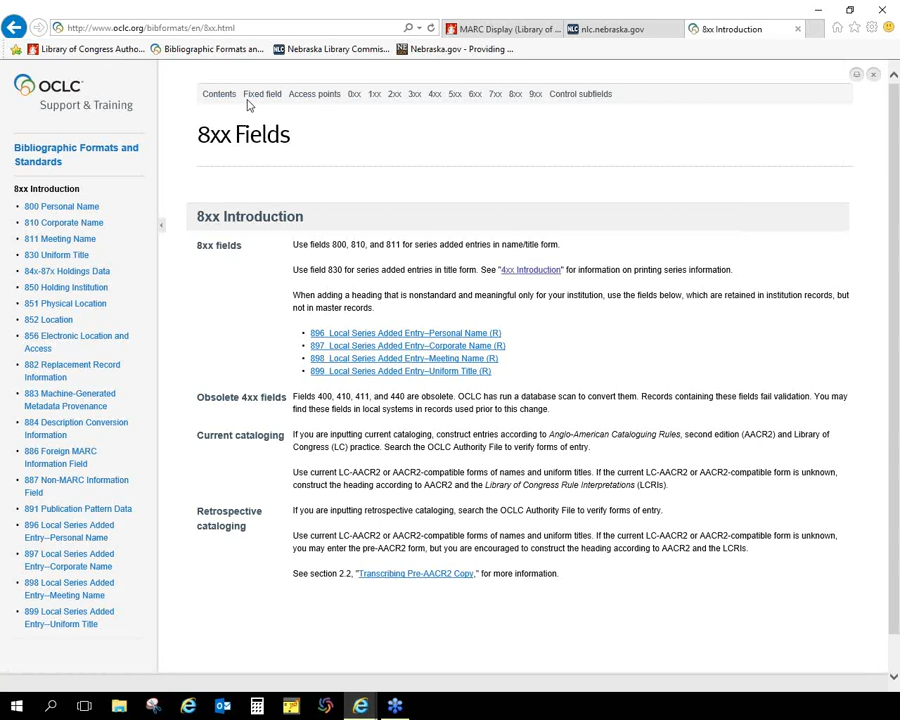 http://www.oclc.org/bibformats/en/8xx.html
MARC Display (Library of ...
nlc.nebraska.gov
8xx Introduction
Library of Congress Autho...
Bibliographic Formats an...
Nebraska Library Commis...
Nebraska.gov - Providing ...
OCLC
Support & Training
Contents Fixed field Access points 0xx 1xx 2xx 3xx 4xx 5xx 6xx 7xx 8xx 9xx Control subfields
Bibliographic Formats and
Standards
8xx Introduction
800 Personal Name
810 Corporate Name
811 Meeting Name
830 Uniform Title
84x-87x Holdings Data
850 Holding Institution
851 Physical Location
852 Location
856 Electronic Location and
Access
882 Replacement Record
Information
883 Machine-Generated
Metadata Provenance
884 Description Conversion
Information
886 Foreign MARC
Information Field
887 Non-MARC Information
Field
891 Publication Pattern Data
896 Local Series Added
Entry--Personal Name
897 Local Series Added
Entry--Corporate Name
898 Local Series Added
Entry--Meeting Name
899 Local Series Added
Entry--Uniform Title
8xx Fields
8xx Introduction
8xx fields
Use fields 800, 810, and 811 for series added entries in name/title form.
Use field 830 for series added entries in title form. See "4xx Introduction" for information on printing series information.
When adding a heading that is nonstandard and meaningful only for your institution, use the fields below, which are retained in institution records, but
not in master records.
896 Local Series Added Entry--Personal Name (R)
897 Local Series Added Entry--Corporate Name (R)
898 Local Series Added Entry--Meeting Name (R)
899 Local Series Added Entry--Uniform Title (R)
Obsolete 4xx fields
Fields 400, 410, 411, and 440 are obsolete. OCLC has run a database scan to convert them. Records containing these fields fail validation. You may
find these fields in local systems in records used prior to this change.
Current cataloging
If you are inputting current cataloging, construct entries according to Anglo-American Cataloguing Rules, second edition (AACR2) and Library of
Congress (LC) practice. Search the OCLC Authority File to verify forms of entry.
Use current LC-AACR2 or AACR2-compatible forms of names and uniform titles. If the current LC-AACR2 or AACR2-compatible form is unknown,
construct the heading according to AACR2 and the Library of Congress Rule Interpretations (LCRIs).
Retrospective
cataloging
If you are inputting retrospective cataloging, search the OCLC Authority File to verify forms of entry.
Use current LC-AACR2 or AACR2-compatible forms of names and uniform titles. If the current LC-AACR2 or AACR2-compatible form is unknown,
you may enter the pre-AACR2 form, but you are encouraged to construct the heading according to AACR2 and the LCRIs.
See section 2.2, "Transcribing Pre-AACR2 Copy," for more information.